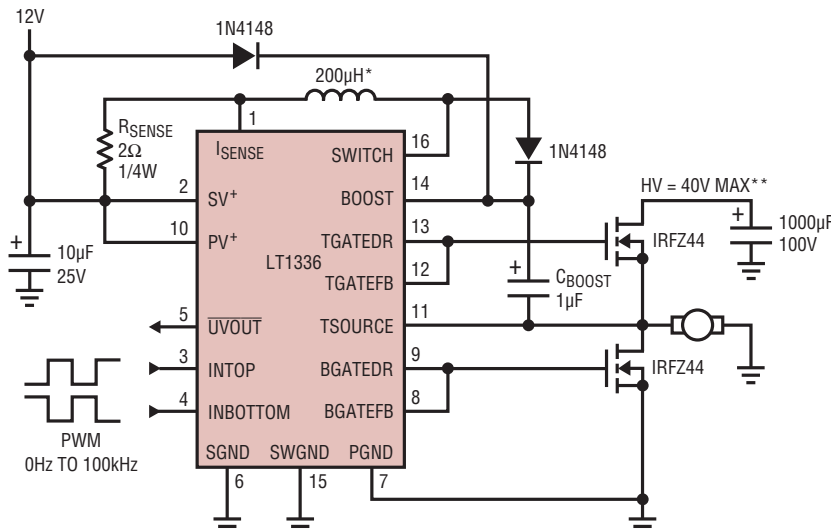 12V
1N4148
200µH*
RSENSE
2Ω
1/4W
1
ISENSE
16
SWITCH
1N4148
2
SV+
14
BOOST
HV = 40V MAX**
10
PV+
13
TGATEDR
+
1000µF
100V
IRFZ44
+
10µF
25V
LT1336
12
TGATEFB
+
CBOOST
1µF
5
UVOUT
11
TSOURCE
3
INTOP
9
BGATEDR
IRFZ44
4
INBOTTOM
8
BGATEFB
PWM
0Hz TO 100kHz
SGND
SWGND
PGND
6
15
7